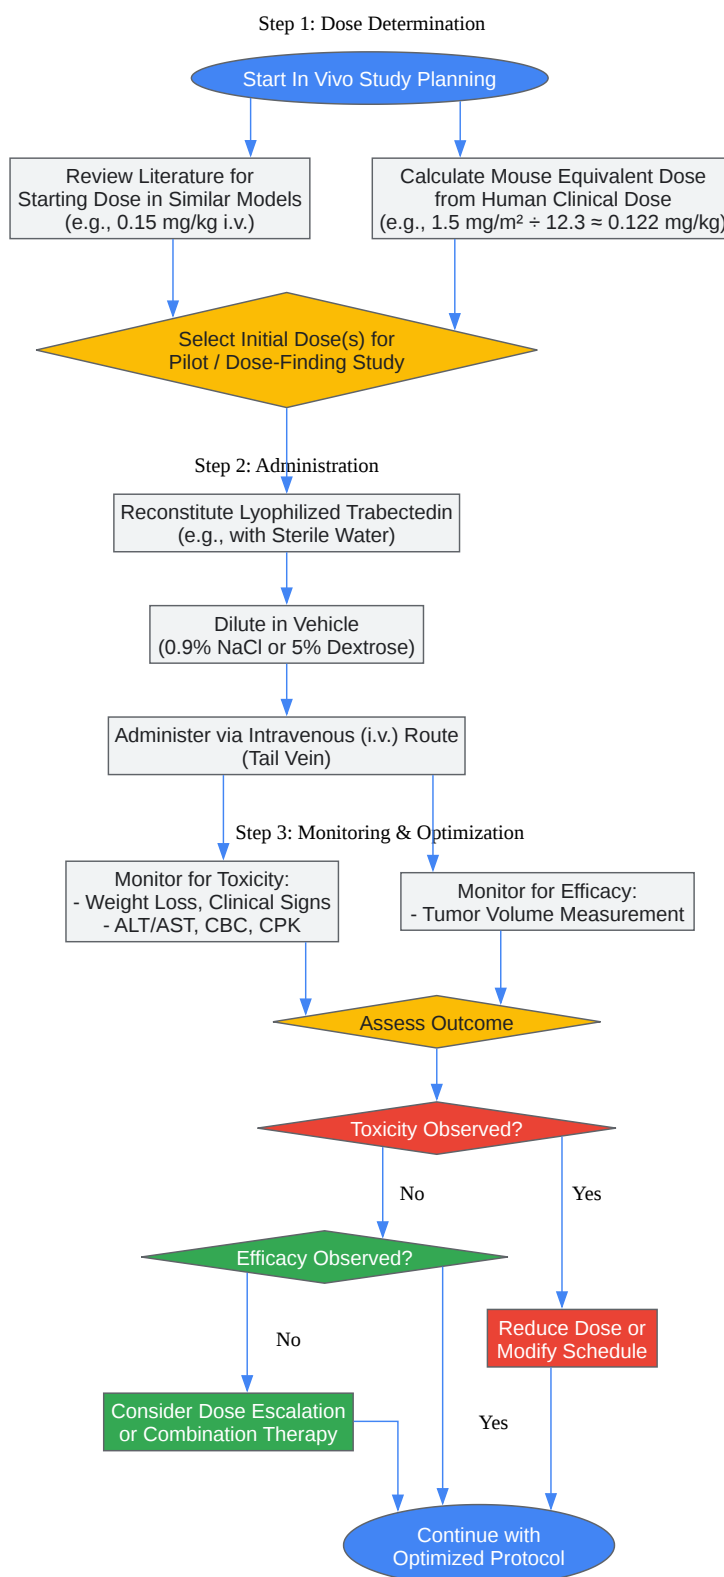 Step 1: Dose Determination
Start In Vivo Study Planning
Review Literature for
Starting Dose in Similar Models
(e.g., 0.15 mg/kg i.v.)
Calculate Mouse Equivalent Dose
from Human Clinical Dose
(e.g., 1.5 mg/m² ÷ 12.3 ≈ 0.122 mg/kg)
Select Initial Dose(s) for
Pilot / Dose-Finding Study
Step 2: Administration
Reconstitute Lyophilized Trabectedin
(e.g., with Sterile Water)
Dilute in Vehicle
(0.9% NaCl or 5% Dextrose)
Administer via Intravenous (i.v.) Route
(Tail Vein)
Step 3: Monitoring & Optimization
Monitor for Toxicity:
- Weight Loss, Clinical Signs
- ALT/AST, CBC, CPK
Monitor for Efficacy:
- Tumor Volume Measurement
Assess Outcome
Toxicity Observed?
No
Yes
Efficacy Observed?
Reduce Dose or
Modify Schedule
No
Consider Dose Escalation
or Combination Therapy
Yes
Continue with
Optimized Protocol